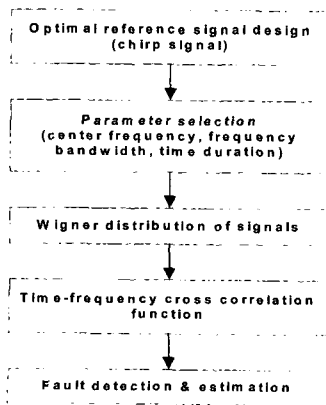 Optimal reference signal design
(chirp signal)
Parameter selection
(center frequency, frequency
bandwidth, time duration)
Wigner distribution of signals
Time-frequency cross correlation
function
Fault detection & estimation